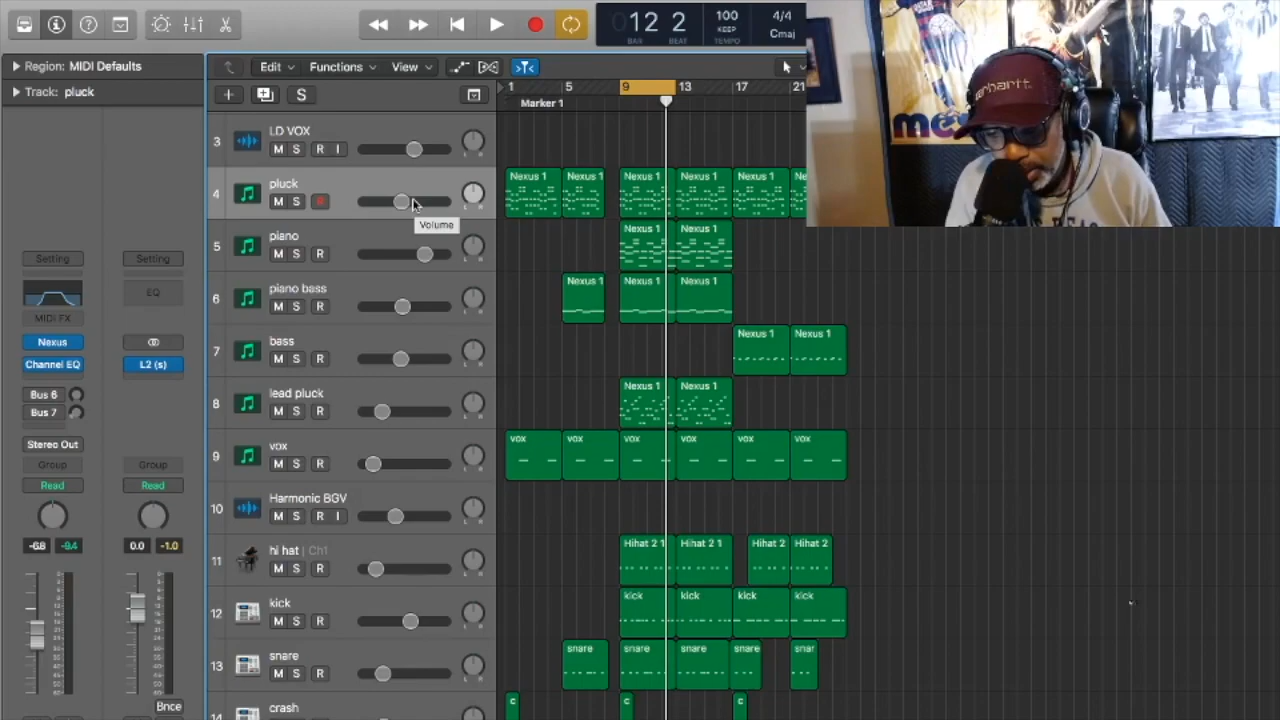 12 2
BAR BEAT
100
KEEP
TEMPO
4/4
Cmaj
Region: MIDI Defaults
Track: pluck
Edit Functions View
S
1 5 9 13 17 21
Marker 1
3 LD VOX
M S R I
L R
4 pluck
M S
L R
Volume
Nexus 1 Nexus 1 Nexus 1 Nexus 1 Nexus 1 Ne
5 piano
M S R
L R
Nexus 1 Nexus 1
6 piano bass
M S R
L R
Nexus 1 Nexus 1 Nexus 1
7 bass
M S R
L R
Nexus 1 Nexus 1
8 lead pluck
M S R
L R
Nexus 1 Nexus 1
9 vox
M S R
L R
vox vox vox vox vox vox
10 Harmonic BGV
M S R I
L R
11 hi hat | Ch1
M S R
L R
Hihat 2 1 Hihat 2 1 Hihat 2 Hihat 2
12 kick
M S R
L R
kick kick kick kick
13 snare
M S R
L R
snare snare snare snare snar
14 crash
c c c
Setting Setting
EQ
MIDI FX
Nexus
Channel EQ L2 (s)
Bus 6
Bus 7
Stereo Out
Group Group
Read Read
-6.8 -9.4 0.0 -1.0
Bnce
carhartt